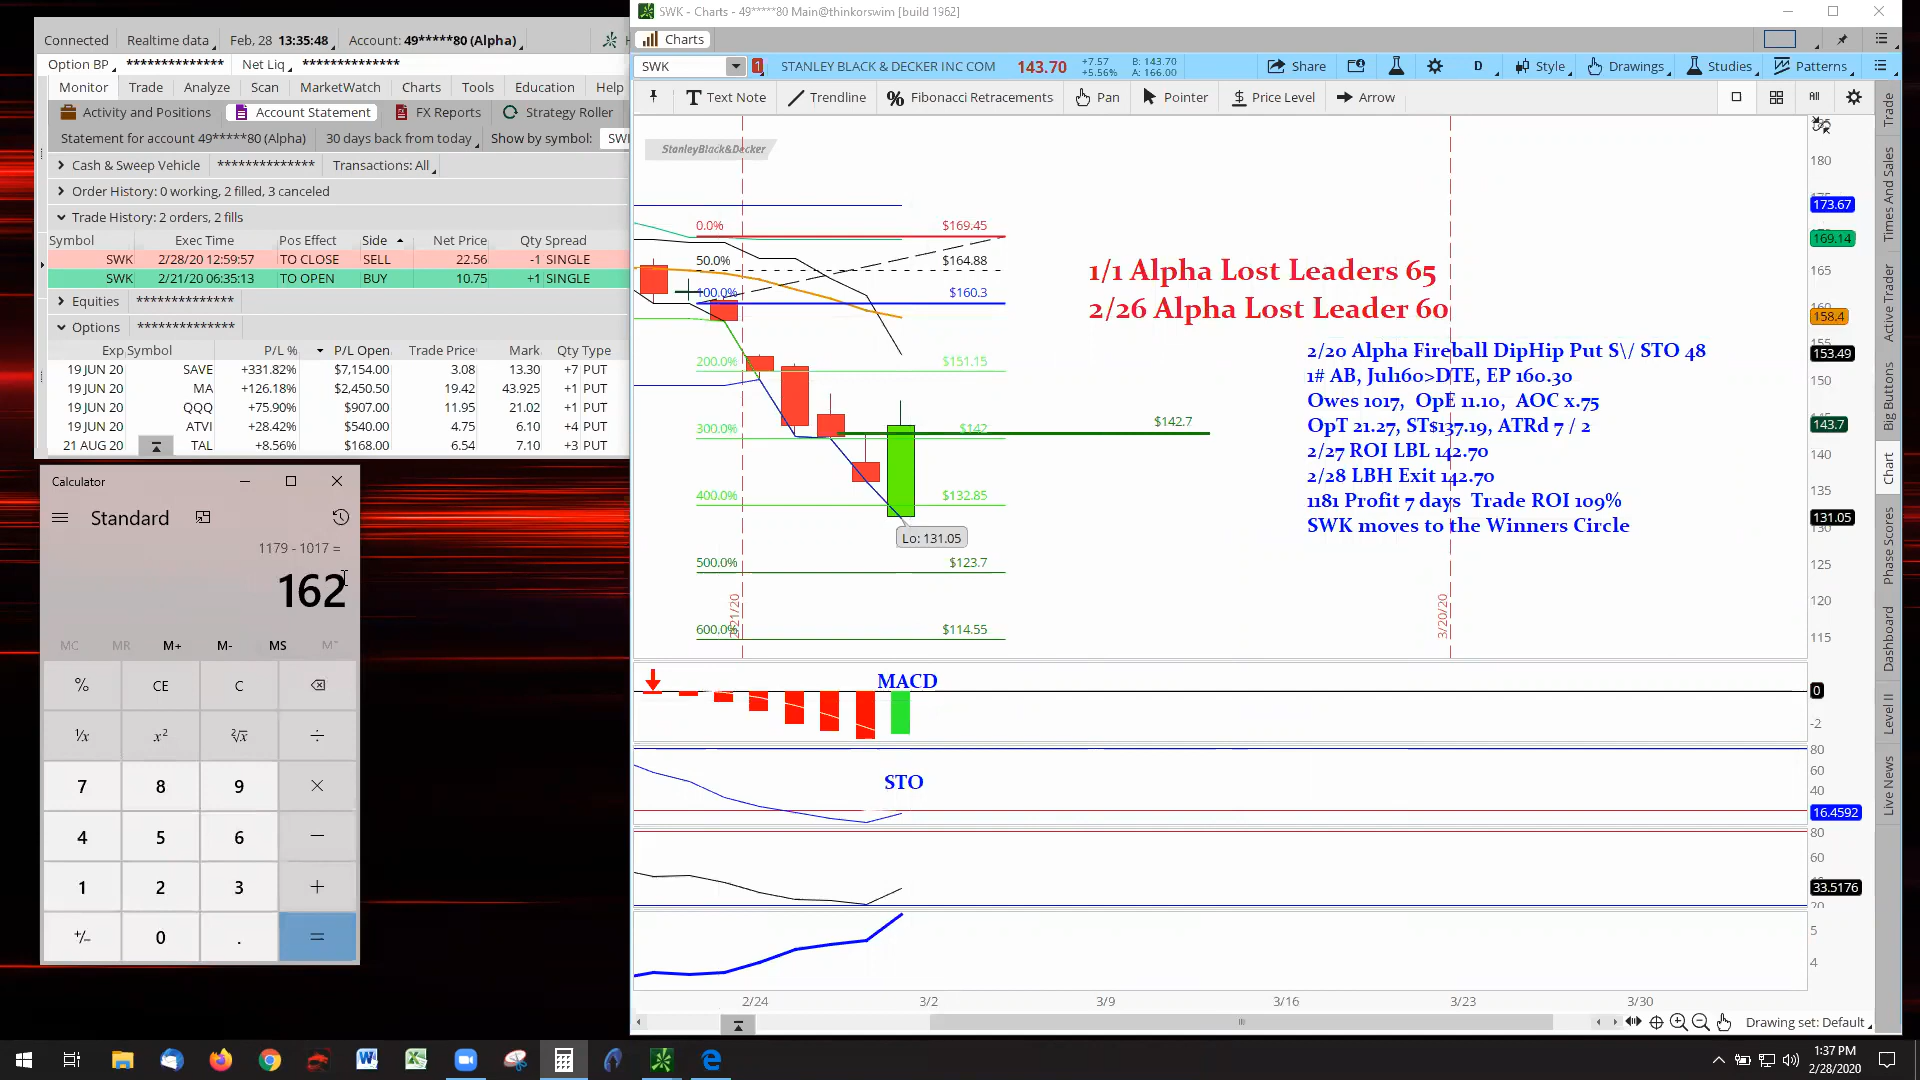 SWK - Charts - 49*****80 Main@thinkorswim [build 1962]
Connected Realtime data Feb, 28 13:35:48 Account: 49*****80 (Alpha)
Option BP ************** Net Liq **************
Monitor Trade Analyze Scan MarketWatch Charts Tools Education Help
Activity and Positions Account Statement FX Reports Strategy Roller
Statement for account 49*****80 (Alpha) 30 days back from today Show by symbol: SW
Cash & Sweep Vehicle ************** Transactions: All
Order History: 0 working, 2 filled, 3 canceled
Trade History: 2 orders, 2 fills
Symbol Exec Time Pos Effect Side Net Price Qty Spread
SWK 2/28/20 12:59:57 TO CLOSE SELL 22.56 -1 SINGLE
SWK 2/21/20 06:35:13 TO OPEN BUY 10.75 +1 SINGLE
Equities **************
Options **************
Exp Symbol P/L % P/L Open Trade Price Mark Qty Type
19 JUN 20 SAVE +331.82% $7,154.00 3.08 13.30 +7 PUT
19 JUN 20 MA +126.18% $2,450.50 19.42 43.925 +1 PUT
19 JUN 20 QQQ +75.90% $907.00 11.95 21.02 +1 PUT
19 JUN 20 ATVI +28.42% $540.00 4.75 6.10 +4 PUT
21 AUG 20 TAL +8.56% $168.00 6.54 7.10 +3 PUT
Calculator
Standard
1179 - 1017 =
162
MC MR M+ M- MS M˅
% CE C
¹/x x² ²√x ÷
7 8 9 ×
4 5 6 −
1 2 3 +
+/− 0 . =
Charts
SWK 1 STANLEY BLACK & DECKER INC COM 143.70 +7.57 +5.56% B: 143.70 A: 166.00 Share D Style Drawings Studies Patterns
Text Note Trendline Fibonacci Retracements Pan Pointer Price Level Arrow All
StanleyBlack&Decker
0.0% $169.45
50.0% $164.88
100.0% $160.3
200.0% $151.15
300.0% $142
400.0% $132.85
500.0% $123.7
600.0% $114.55
$142.7
Lo: 131.05
2/21/20
3/20/20
1/1 Alpha Lost Leaders 65
2/26 Alpha Lost Leader 60
2/20 Alpha Fireball DipHip Put S\/ STO 48
1# AB, Jul160>DTE, EP 160.30
Owes 1017, OpE 11.10, AOC x.75
OpT 21.27, ST$137.19, ATRd 7 / 2
2/27 ROI LBL 142.70
2/28 LBH Exit 142.70
1181 Profit 7 days Trade ROI 109%
SWK moves to the Winners Circle
180
173.67
169.14
165
158.4
153.49
150
143.7
140
135
131.05
125
120
115
MACD
0
-2
STO
80
60
40
16.4592
80
60
33.5176
20
5
4
2/24 3/2 3/9 3/16 3/23 3/30
Drawing set: Default
Trade
Times And Sales
Active Trader
Big Buttons
Chart
Phase Scores
Dashboard
Level II
Live News
1:37 PM
2/28/2020